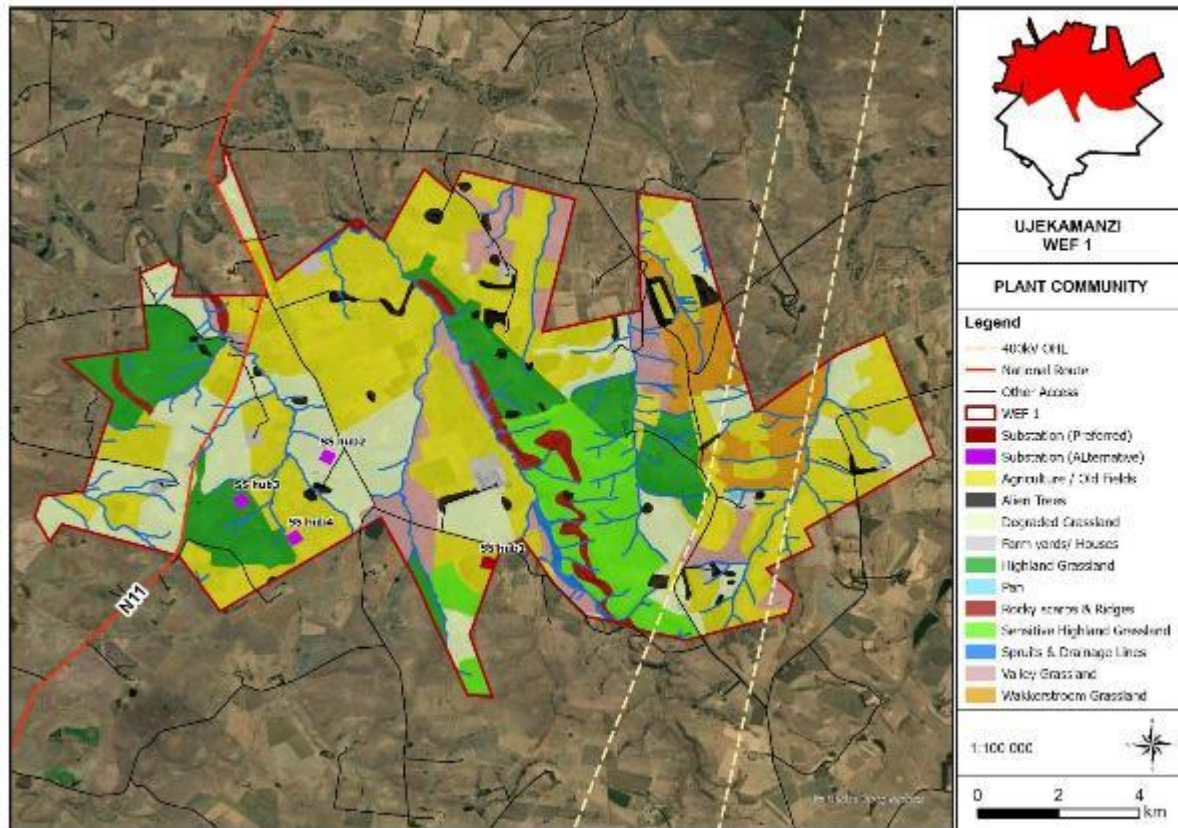 SS hub2
SS hub3
SS hub4
SS hub1
N11
UJEKAMANZI
WEF 1
PLANT COMMUNITY
Legend
400kV OHL
National Route
Other Access
WEF 1
Substation (Preferred)
Substation (ALternative)
Agriculture / Old Fields
Alien Trees
Degraded Grassland
Farm yards/ Houses
Highland Grassland
Pan
Rocky scarps & Ridges
Sensitive Highland Grassland
Spruits & Drainage Lines
Valley Grassland
Wakkerstroom Grassland
1:100 000
0 2 4
km